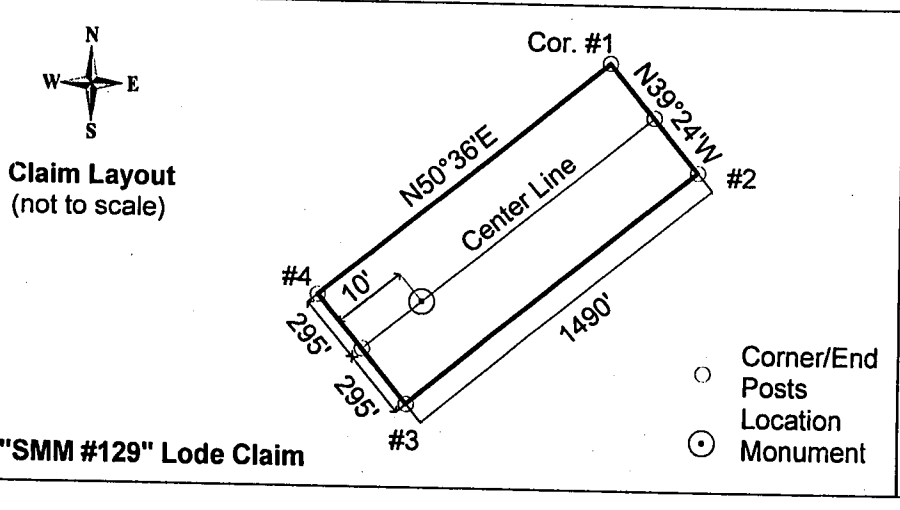 N
W E
S
Claim Layout
(not to scale)
Cor. #1
N39°24'W
#2
N50°36'E
Center Line
#4
10'
295'
295'
#3
1490'
Corner/End
Posts
Location
Monument
"SMM #129" Lode Claim